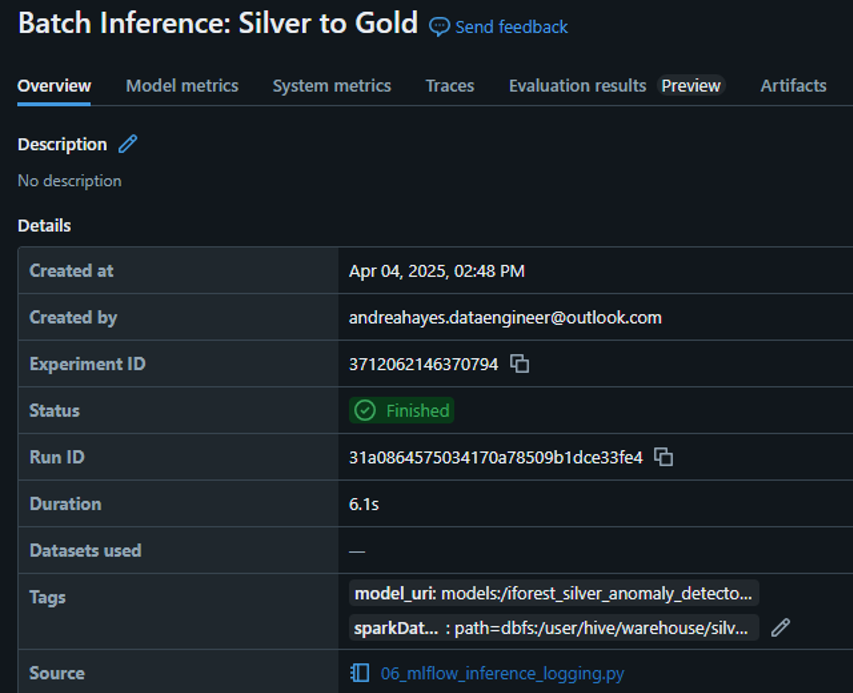 Batch Inference: Silver to Gold Send feedback
Overview Model metrics System metrics Traces Evaluation results Preview Artifacts
Description
No description
Details
Created at Apr 04, 2025, 02:48 PM
Created by andreahayes.dataengineer@outlook.com
Experiment ID 3712062146370794
Status Finished
Run ID 31a0864575034170a78509b1dce33fe4
Duration 6.1s
Datasets used —
Tags model_uri: models:/iforest_silver_anomaly_detecto...
sparkDat... : path=dbfs:/user/hive/warehouse/silv...
Source 06_mlflow_inference_logging.py